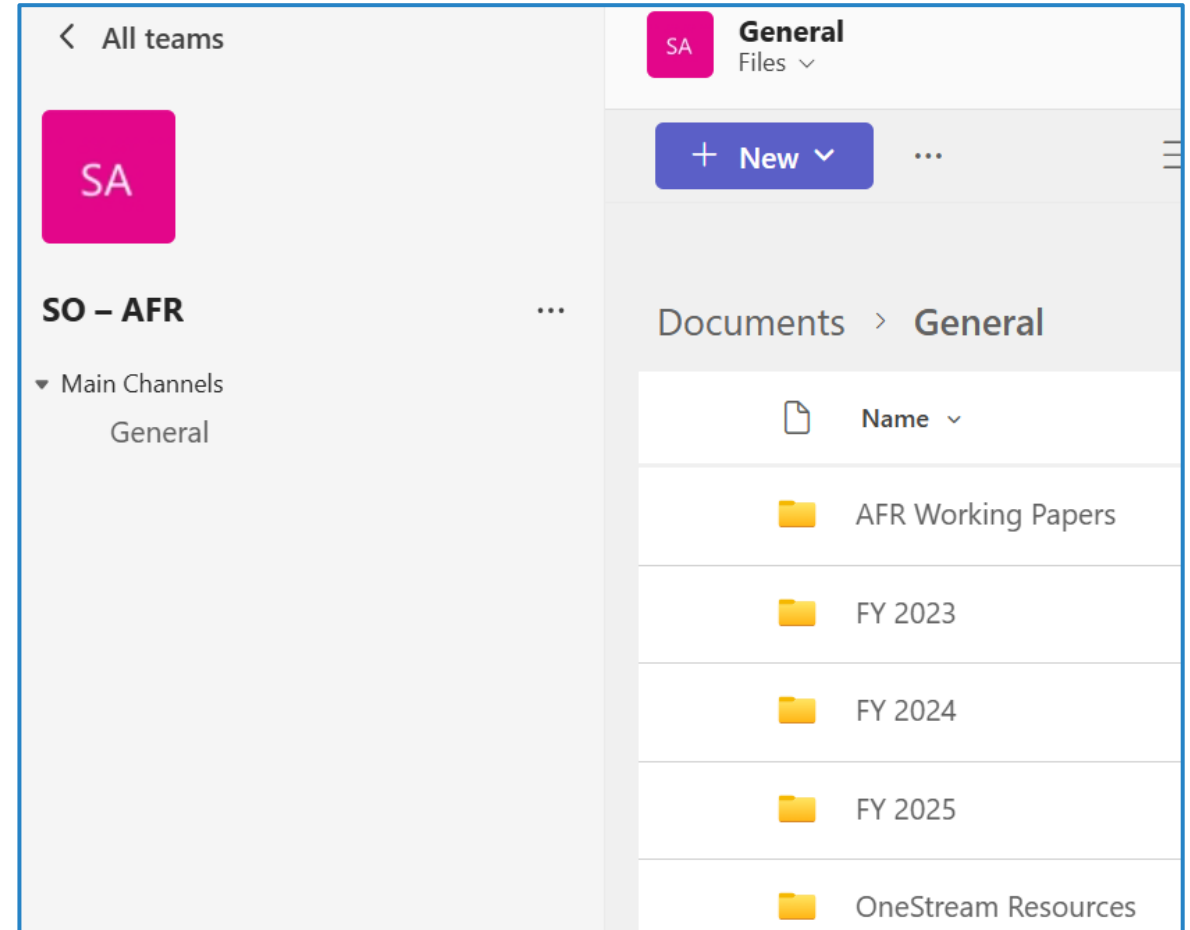 All teams
SA
SO – AFR
Main Channels
General
SA
General
Files
New
Documents > General
Name
AFR Working Papers
FY 2023
FY 2024
FY 2025
OneStream Resources